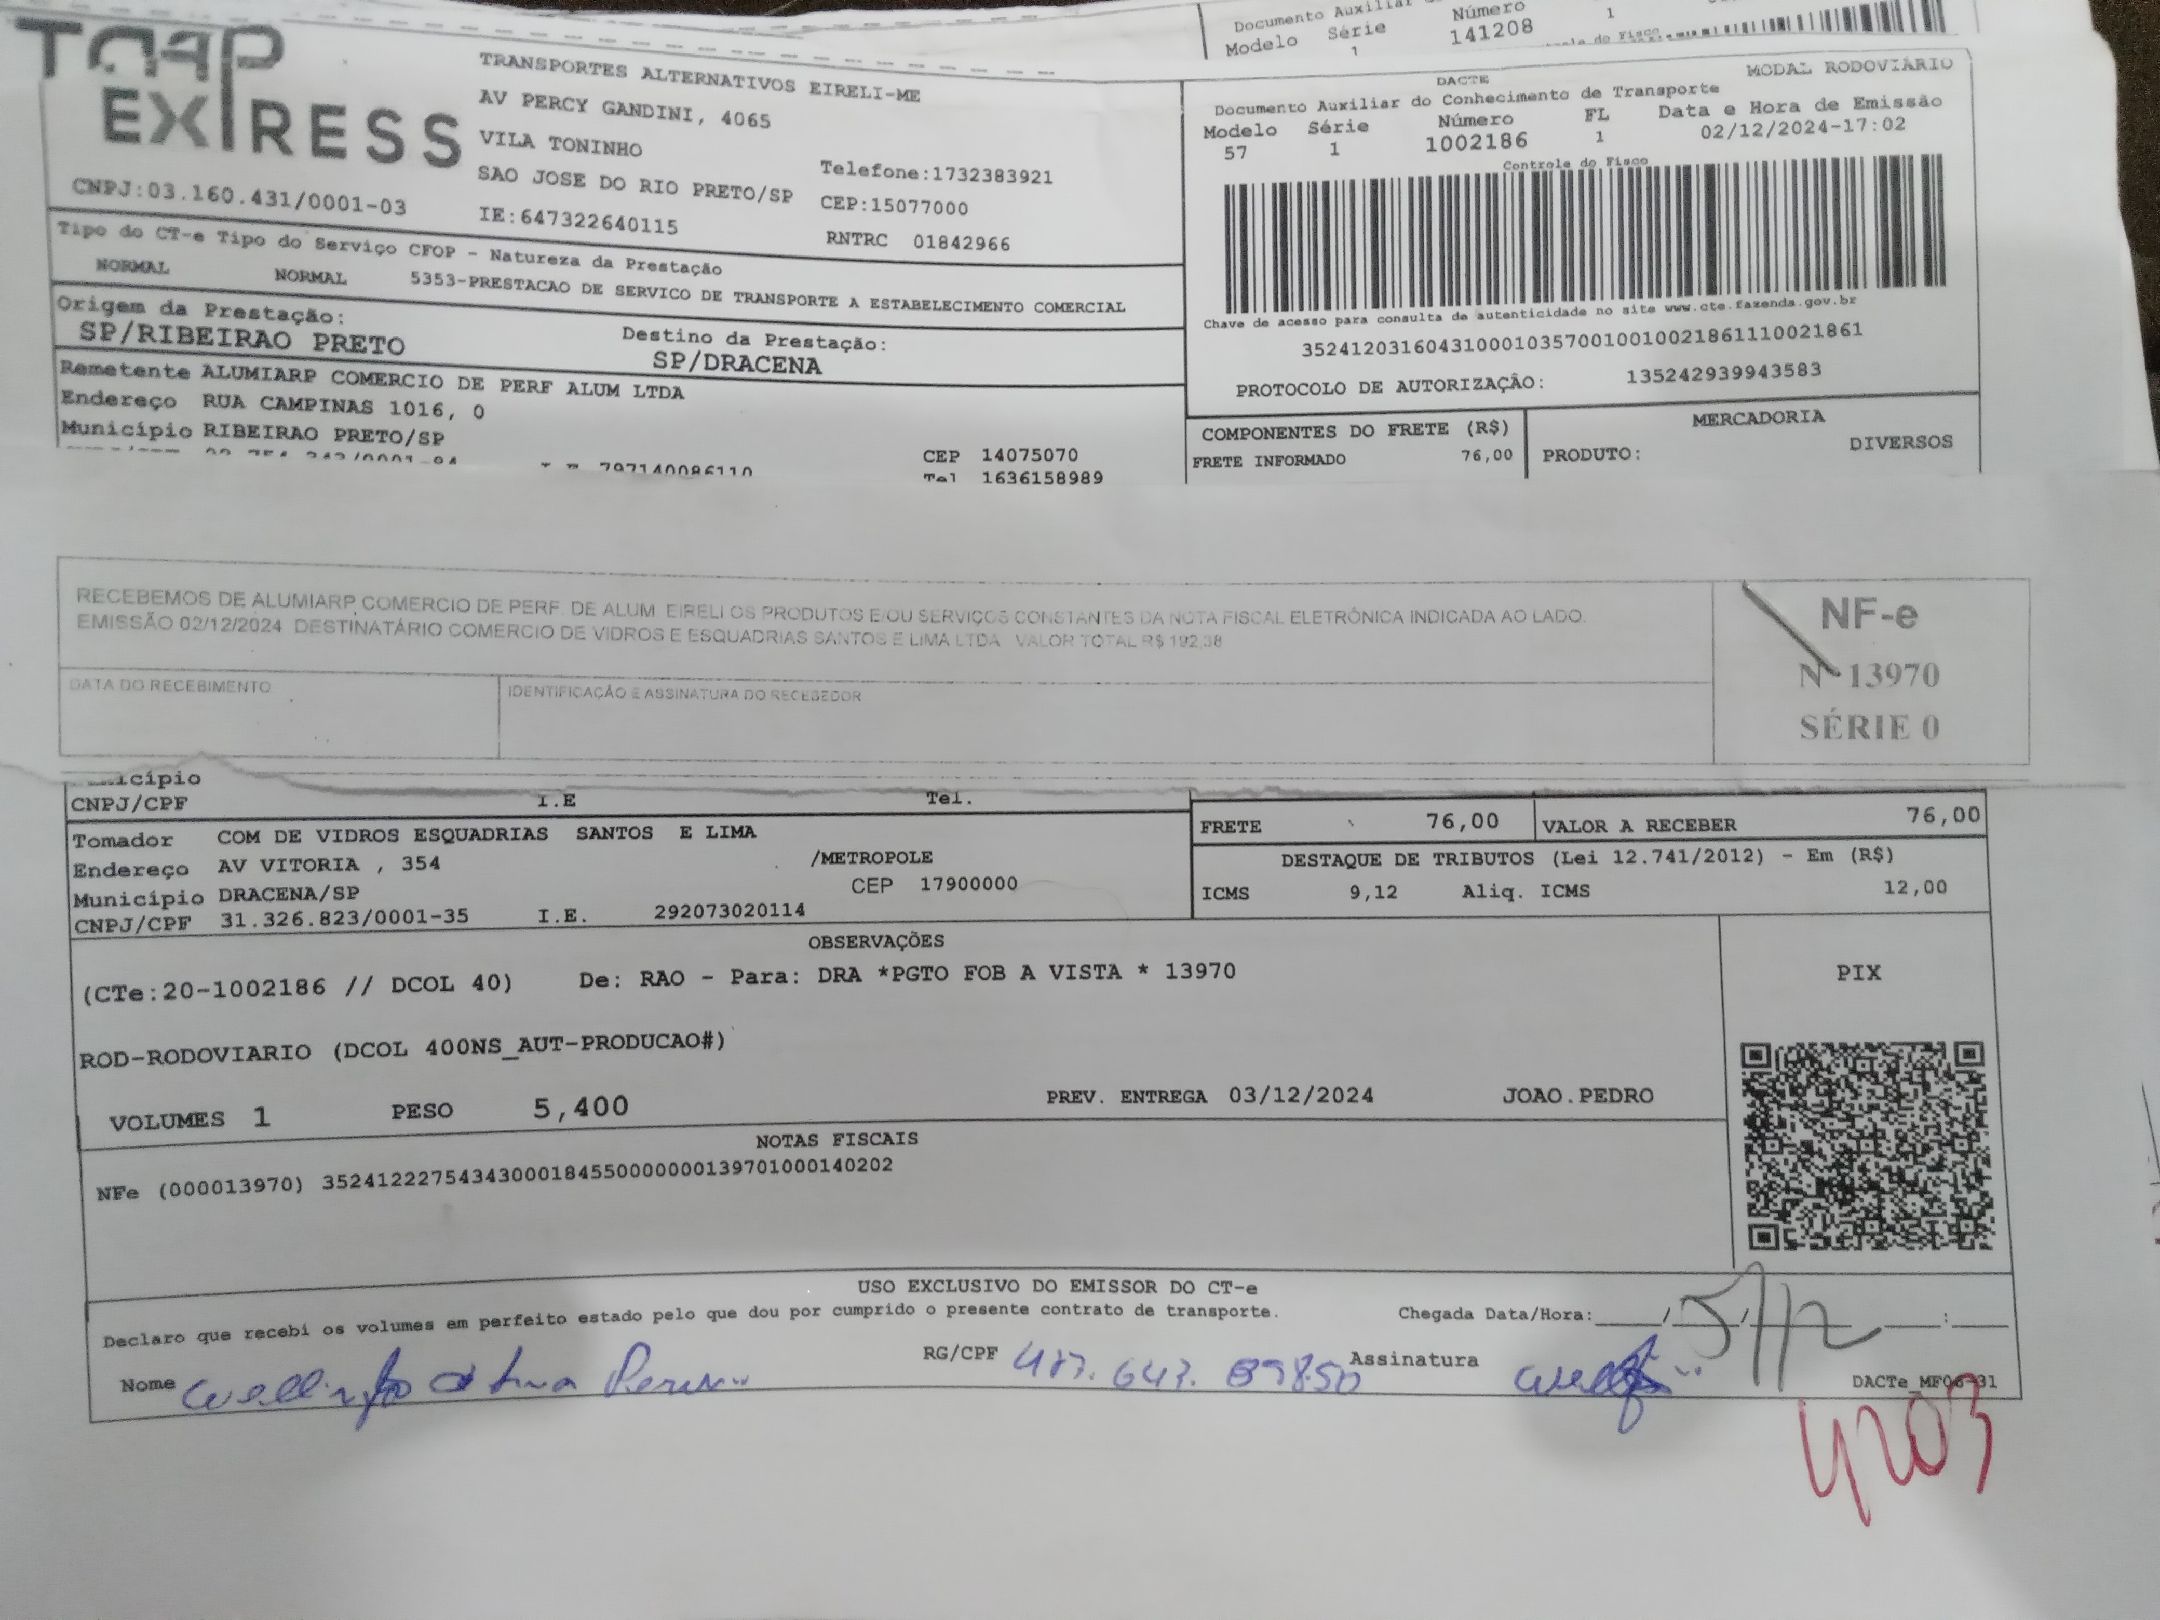 Documento Auxiliar
Modelo Série Número 1
1 141208
TOP EXPRESS
TRANSPORTES ALTERNATIVOS EIRELI-ME
AV PERCY GANDINI, 4065
VILA TONINHO
SAO JOSE DO RIO PRETO/SP
IE:647322640115
Telefone:1732383921
CEP:15077000
RNTRC 01842966
CNPJ:03.160.431/0001-03
DACTE MODAL RODOVIÁRIO
Documento Auxiliar do Conhecimento de Transporte
Modelo Série Número FL Data e Hora de Emissão
57 1 1002186 1 02/12/2024-17:02
Controle do Fisco
Chave de acesso para consulta de autenticidade no site www.cte.fazenda.gov.br
35241203160431000103570010010021861110021861
PROTOCOLO DE AUTORIZAÇÃO: 135242939943583
Tipo do CT-e Tipo do Serviço CFOP - Natureza da Prestação
NORMAL NORMAL 5353-PRESTACAO DE SERVICO DE TRANSPORTE A ESTABELECIMENTO COMERCIAL
Origem da Prestação: Destino da Prestação:
SP/RIBEIRAO PRETO SP/DRACENA
Remetente ALUMIARP COMERCIO DE PERF ALUM LTDA
Endereço RUA CAMPINAS 1016, 0
Município RIBEIRAO PRETO/SP CEP 14075070
797140086110 Tel 1636158989
COMPONENTES DO FRETE (R$)
FRETE INFORMADO 76,00
MERCADORIA
PRODUTO: DIVERSOS
RECEBEMOS DE ALUMIARP COMERCIO DE PERF. DE ALUM. EIRELI OS PRODUTOS E/OU SERVIÇOS CONSTANTES DA NOTA FISCAL ELETRÔNICA INDICADA AO LADO.
EMISSÃO 02/12/2024 DESTINATÁRIO COMERCIO DE VIDROS E ESQUADRIAS SANTOS E LIMA LTDA VALOR TOTAL R$ 192,38
DATA DO RECEBIMENTO
IDENTIFICAÇÃO E ASSINATURA DO RECEBEDOR
NF-e
Nº 13970
SÉRIE 0
Município
CNPJ/CPF I.E Tel.
Tomador COM DE VIDROS ESQUADRIAS SANTOS E LIMA
Endereço AV VITORIA , 354 /METROPOLE
Município DRACENA/SP CEP 17900000
CNPJ/CPF 31.326.823/0001-35 I.E. 292073020114
FRETE 76,00 VALOR A RECEBER 76,00
DESTAQUE DE TRIBUTOS (Lei 12.741/2012) - Em (R$)
ICMS 9,12 Aliq. ICMS 12,00
OBSERVAÇÕES
(CTe:20-1002186 // DCOL 40) De: RAO - Para: DRA *PGTO FOB A VISTA * 13970
ROD-RODOVIARIO (DCOL 400NS_AUT-PRODUCAO#)
VOLUMES 1 PESO 5,400 PREV. ENTREGA 03/12/2024 JOAO.PEDRO
PIX
NOTAS FISCAIS
NFe (000013970) 35241222754343000184550000000139701000140202
USO EXCLUSIVO DO EMISSOR DO CT-e
Declaro que recebi os volumes em perfeito estado pelo que dou por cumprido o presente contrato de transporte.
Chegada Data/Hora:____/5/12____ ____:____
Nome RG/CPF Assinatura
DACTe_MF06-31
4203